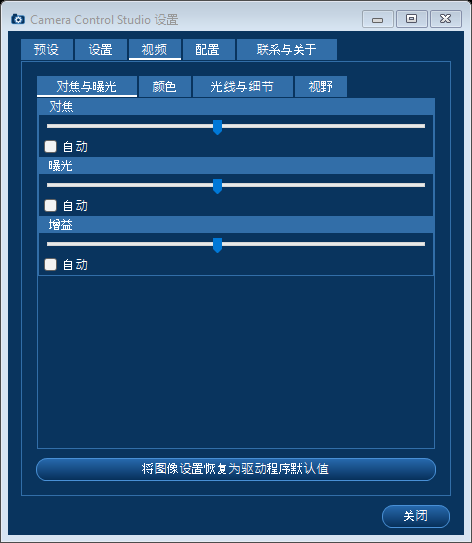 Camera Control Studio 设置
预设 设置 视频 配置 联系与关于
对焦与曝光 颜色 光线与细节 视野
对焦
自动
曝光
自动
增益
自动
将图像设置恢复为驱动程序默认值
关闭